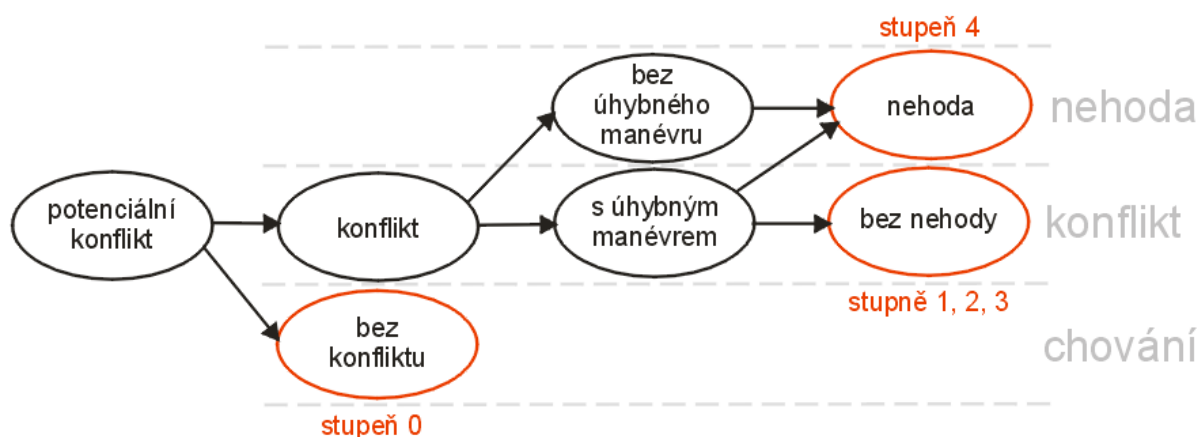 stupeň 4
bez
úhybného
manévru
nehoda
nehoda
potenciální
konflikt
konflikt
s úhybným
manévrem
bez nehody
konflikt
stupně 1, 2, 3
bez
konfliktu
chování
stupeň 0